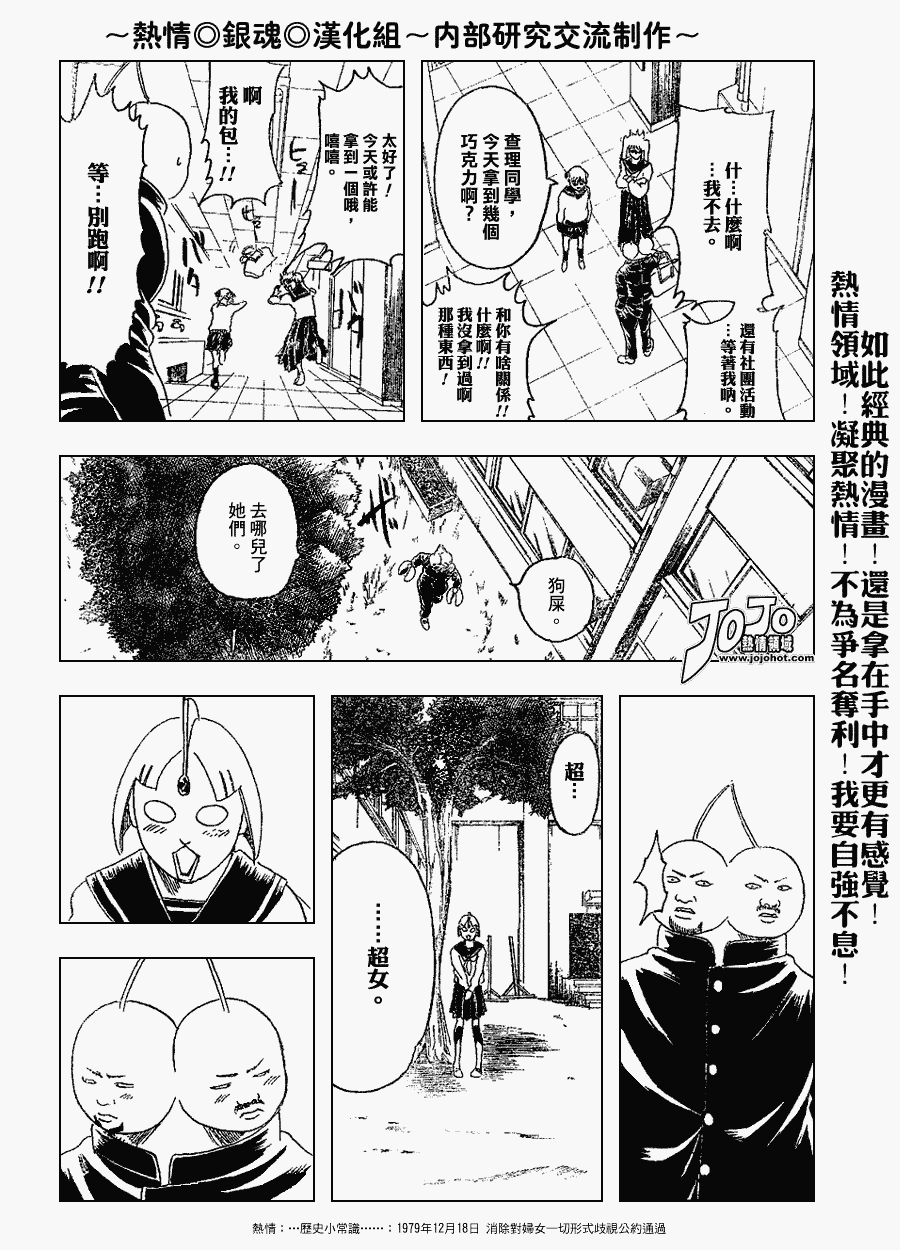 ～熱情◎銀魂◎漢化組～内部研究交流制作～
什…什麼啊
…我不去。
查理同學，
今天拿到幾個
巧克力啊？
還有社團活動
…等著我呐。
和你有啥關係!!
什麼啊!!
我沒拿到過啊
那種東西！
太好了！
今天或許能
拿到一個哦，
嘻嘻。
啊
我的包…!!
等…別跑啊!!
狗屎。
去哪兒了
她們。
JOJO
熱情領域
www.jojohot.com
超…
……超女。
如此經典的漫畫！還是拿在手中才更有感覺！
熱情領域！凝聚熱情！不為爭名奪利！我要自強不息！
熱情：…歷史小常識……：1979年12月18日 消除對婦女一切形式歧視公約通過